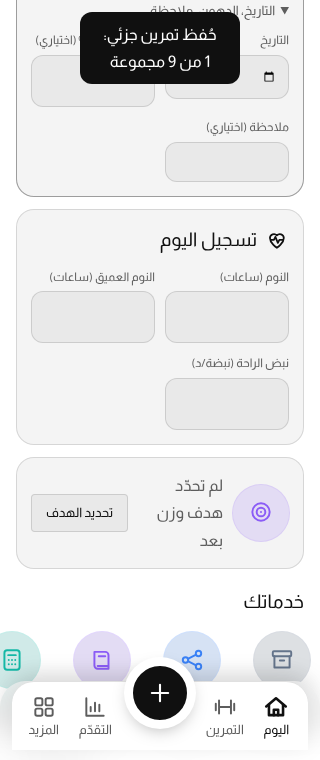 التاريخ، الدهون، ملاحظة
حُفظ تمرين جزئي:
1 من 9 مجموعة
التاريخ
(اختياري)
ملاحظة (اختياري)
تسجيل اليوم
النوم (ساعات)
النوم العميق (ساعات)
نبض الراحة (نبضة/د)
لم تحدّد
هدف وزن
بعد
تحديد الهدف
خدماتك
اليوم
التمرين
التقدّم
المزيد